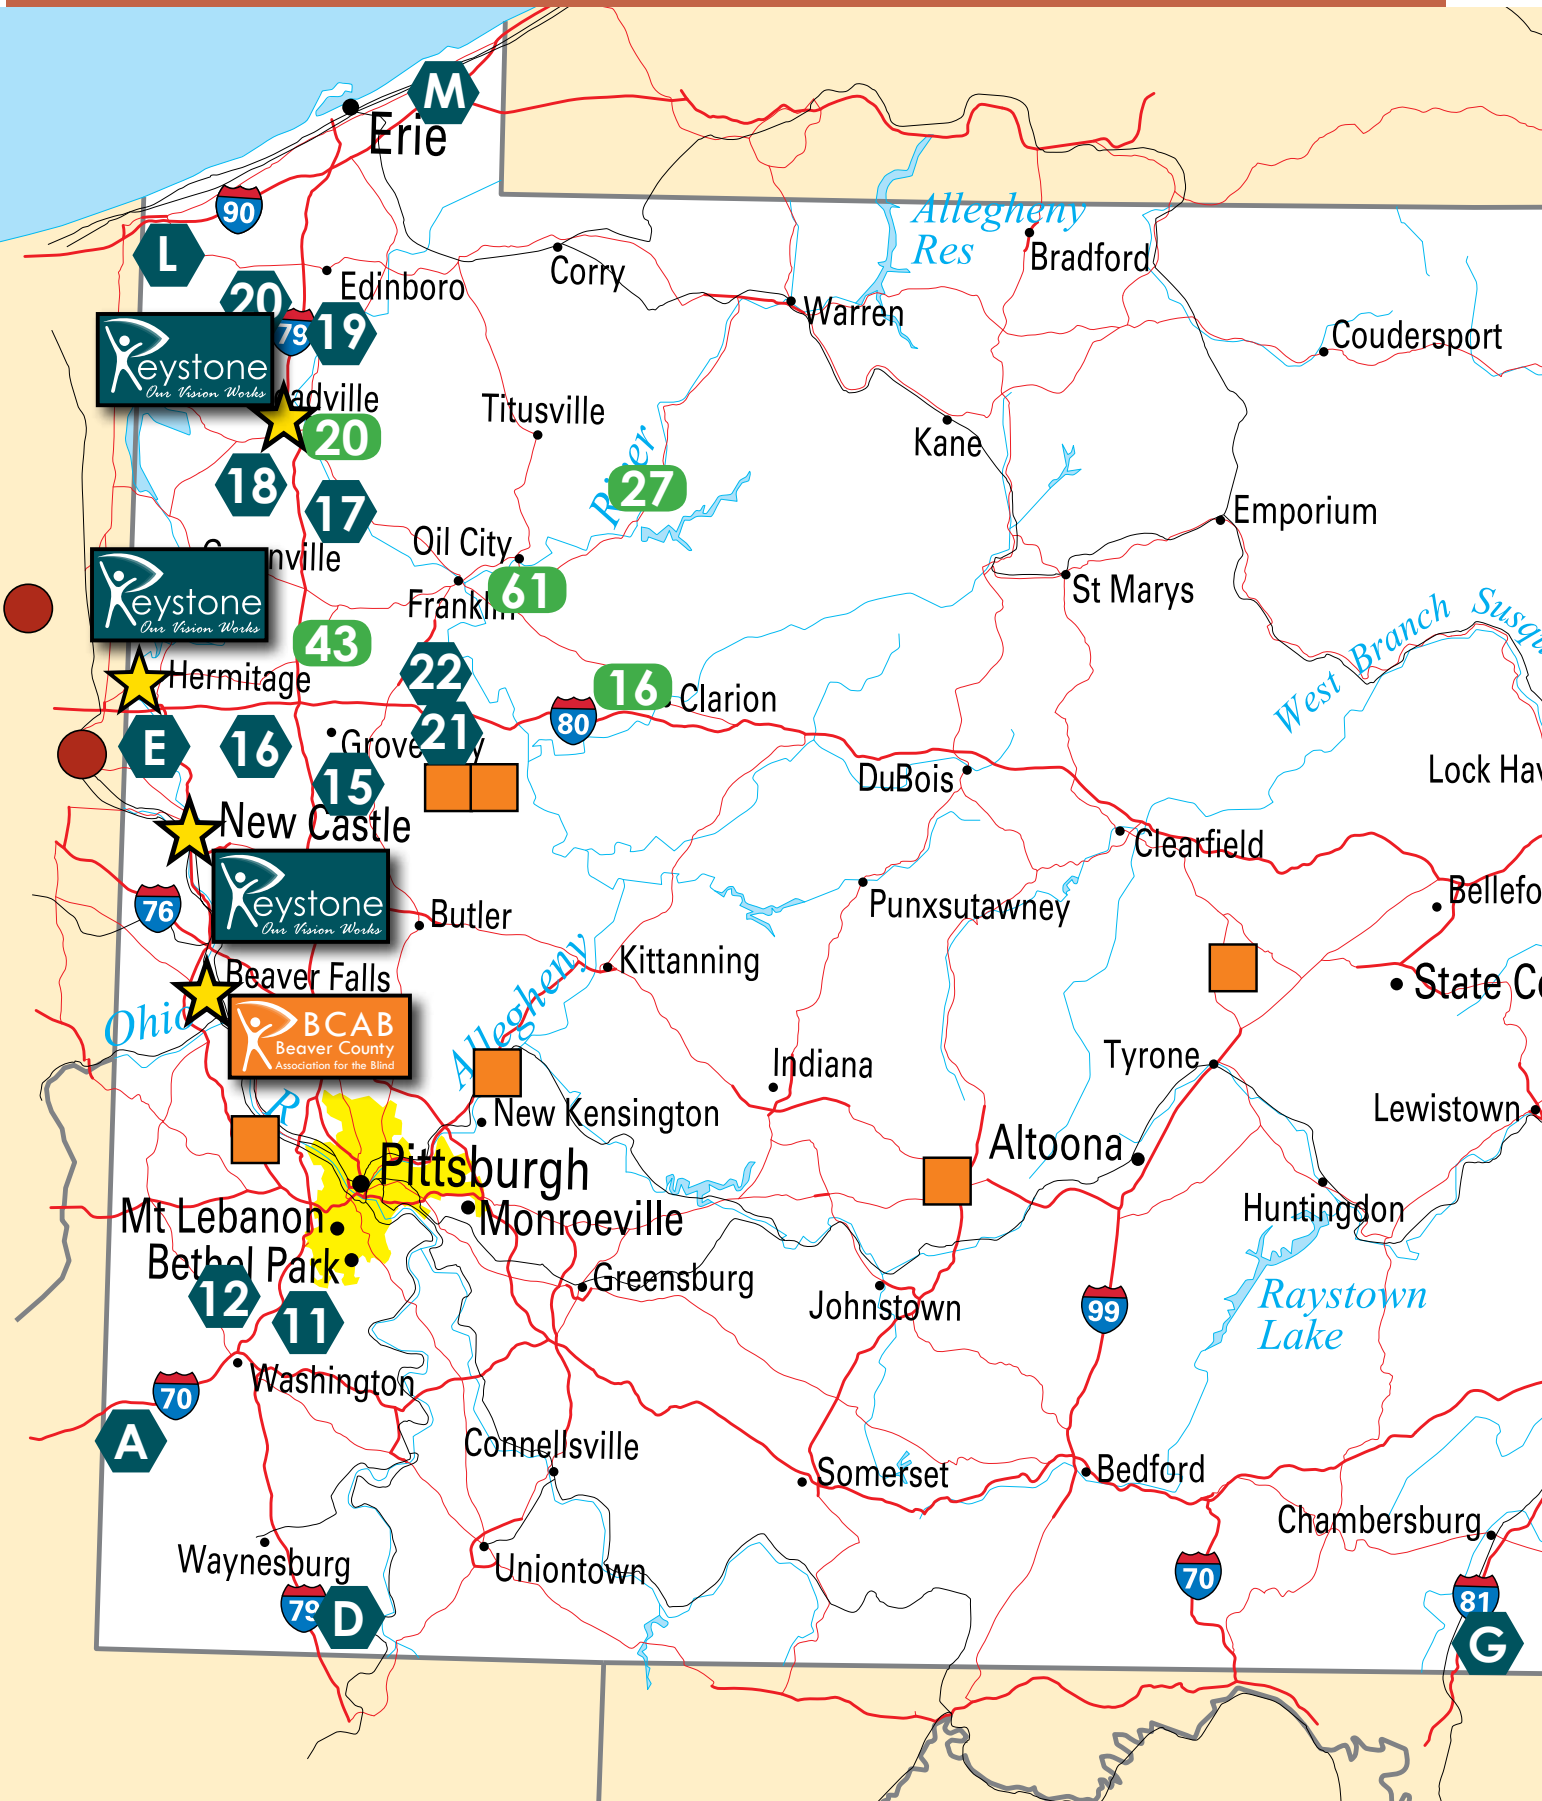 M
Erie
90
L
Allegheny
Res
Bradford
Corry
20
Edinboro
79
19
Warren
Coudersport
Keystone
Our Vision Works
adville
20
Titusville
Kane
River
27
18
17
Emporium
Oil City
Franklin
61
St Marys
nville
Keystone
Our Vision Works
West Branch Susqu
43
Hermitage
22
16
Clarion
80
E
16
21
15
DuBois
Lock Hav
New Castle
Clearfield
Keystone
Our Vision Works
76
Butler
Punxsutawney
Bellefo
Kittanning
Beaver Falls
State Co
Ohio
R
BCAB
Beaver County
Association for the Blind
Allegheny
Indiana
Tyrone
New Kensington
Lewistown
Altoona
Pittsburgh
Mt Lebanon
Monroeville
Huntingdon
Bethel Park
12
11
Greensburg
Johnstown
99
Raystown
Lake
Washington
70
A
Connellsville
Somerset
Bedford
Chambersburg
Waynesburg
Uniontown
70
79
D
81
G